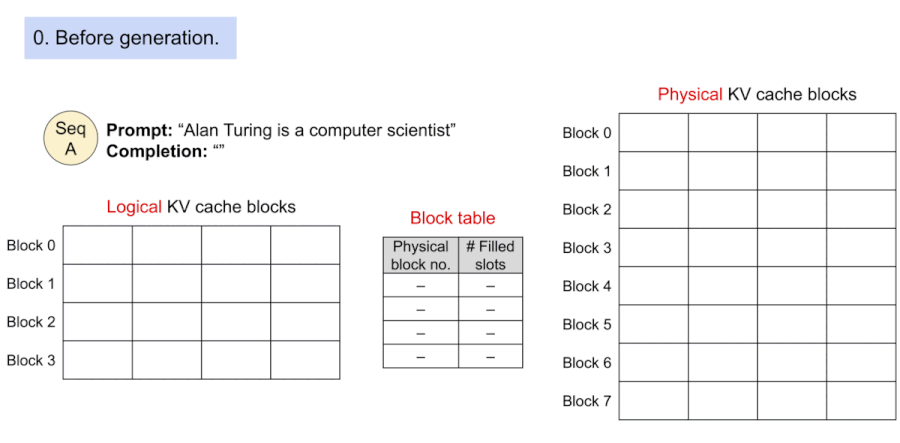 0. Before generation.
Seq
A
Prompt: “Alan Turing is a computer scientist”
Completion: “”
Logical KV cache blocks
Block 0
Block 1
Block 2
Block 3
Block table
Physical block no.
# Filled slots
– –
– –
– –
– –
Physical KV cache blocks
Block 0
Block 1
Block 2
Block 3
Block 4
Block 5
Block 6
Block 7